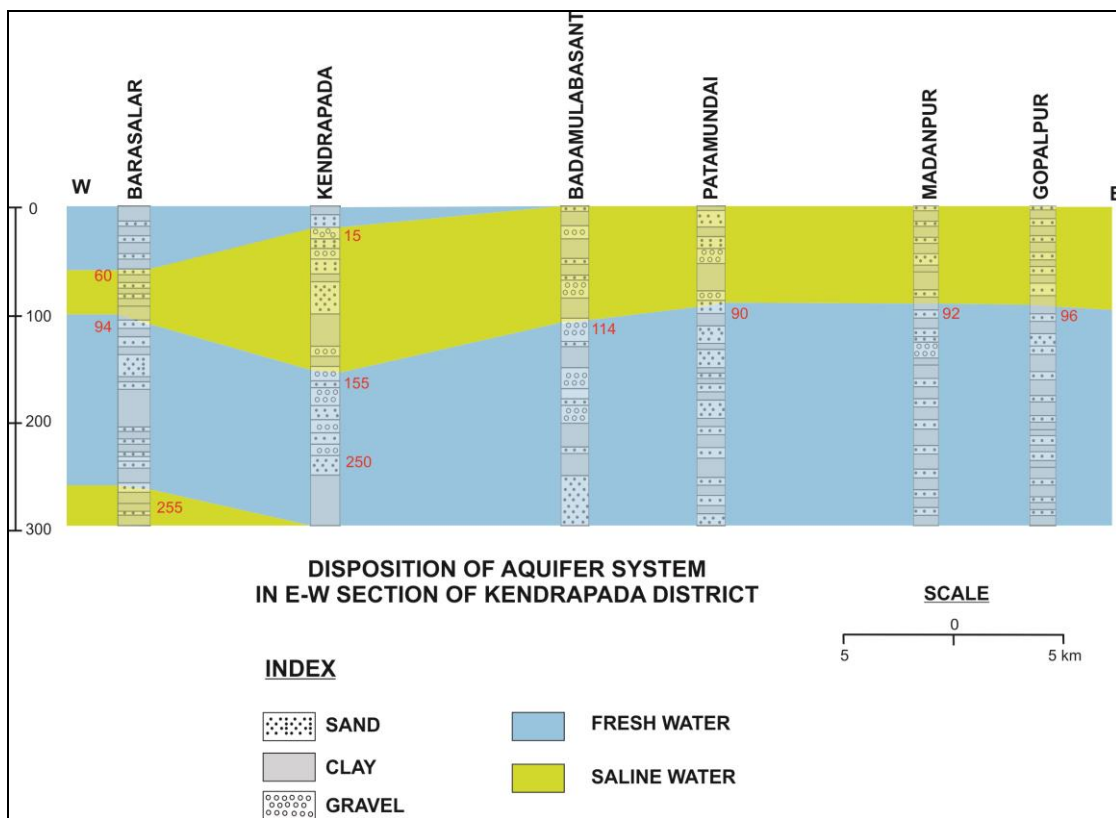 BARASALAR
KENDRAPADA
BADAMULABASANT
PATAMUNDAI
MADANPUR
GOPALPUR
W
E
0
100
200
300
60
94
255
15
155
250
114
90
92
96
DISPOSITION OF AQUIFER SYSTEM
IN E-W SECTION OF KENDRAPADA DISTRICT
SCALE
0
5 5 km
INDEX
SAND
CLAY
GRAVEL
FRESH WATER
SALINE WATER